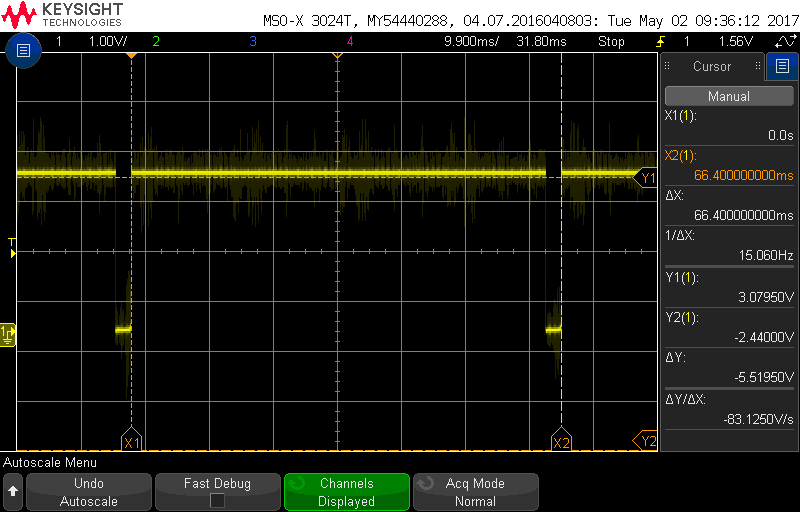 KEYSIGHT
TECHNOLOGIES
MSO-X 3024T, MY54440288, 04.07.2016040803: Tue May 02 09:36:12 2017
1 1.00V/ 2 3 4 9.900ms/ 31.80ms Stop 1 1.56V
Cursor
Manual
X1(1):
0.0s
X2(1):
66.400000000ms
ΔX:
66.400000000ms
1/ΔX:
15.060Hz
Y1(1):
3.07950V
Y2(1):
-2.44000V
ΔY:
-5.51950V
ΔY/ΔX:
-83.1250V/s
Y1
T
1
X1
X2
Y2
Autoscale Menu
Undo
Autoscale
Fast Debug
Channels
Displayed
Acq Mode
Normal